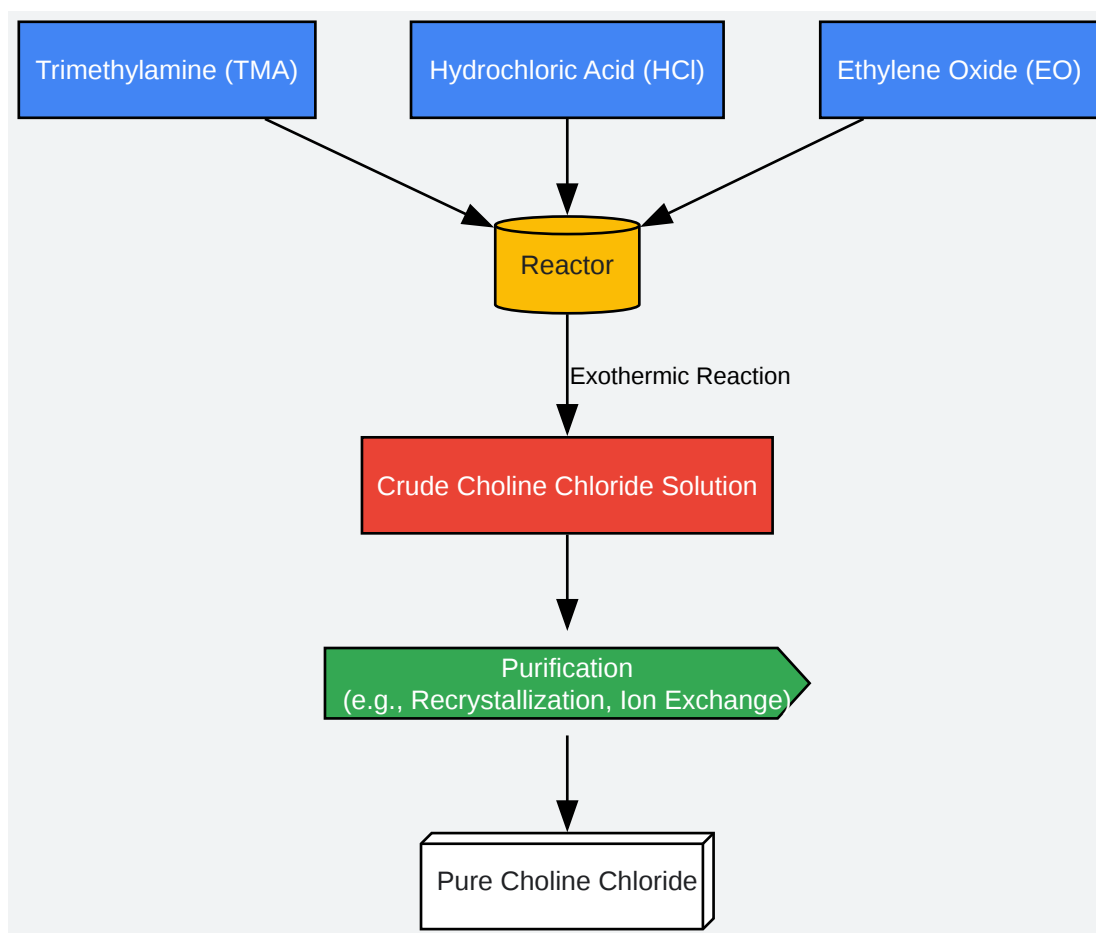 Trimethylamine (TMA)
Hydrochloric Acid (HCl)
Ethylene Oxide (EO)
Reactor
Exothermic Reaction
Crude Choline Chloride Solution
Purification
(e.g., Recrystallization, Ion Exchange)
Pure Choline Chloride